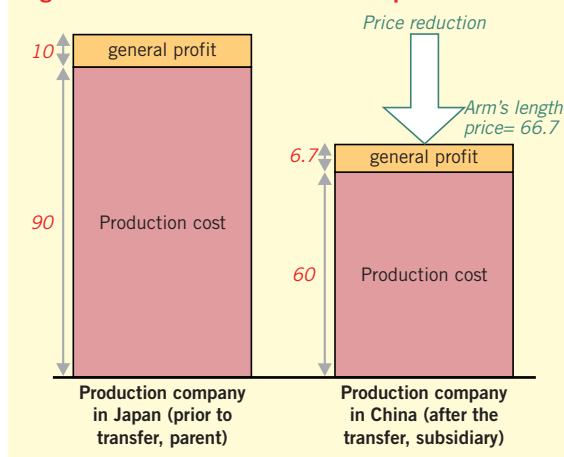 Price reduction
10
general profit
Arm's length
price= 66.7
6.7
general profit
90
Production cost
60
Production cost
Production company
in Japan (prior to
transfer, parent)
Production company
in China (after the
transfer, subsidiary)